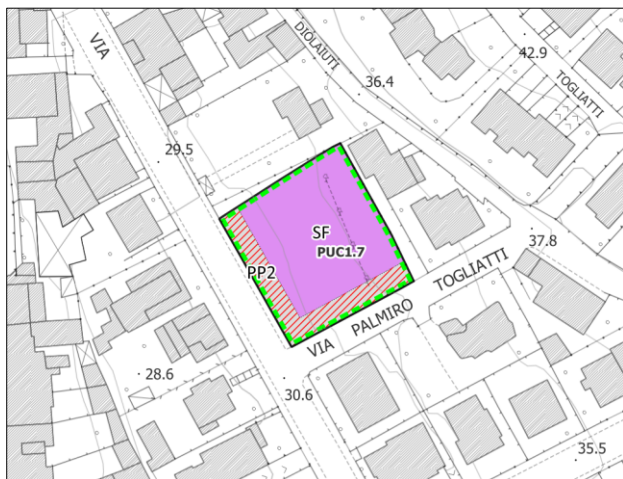 VIA
DIOLAIUTI
42.9
TOGLIATTI
36.4
29.5
SF
PUC1.7
PP2
37.8
VIA PALMIRO TOGLIATTI
28.6
30.6
35.5